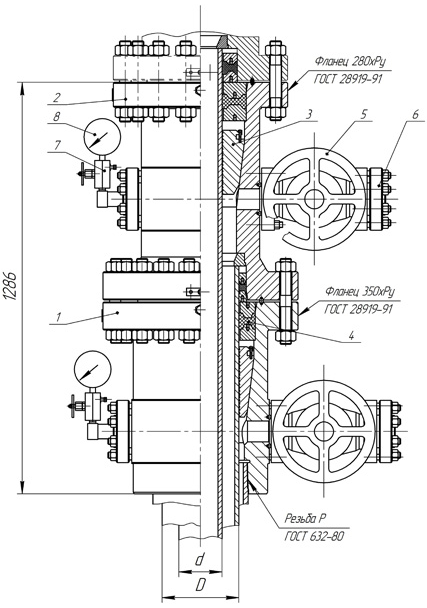 Фланец 280хРу
ГОСТ 28919-91
2
8
7
3
5
6
1286
Фланец 350хРу
ГОСТ 28919-91
1
4
Резьба Р
ГОСТ 632-80
d
D